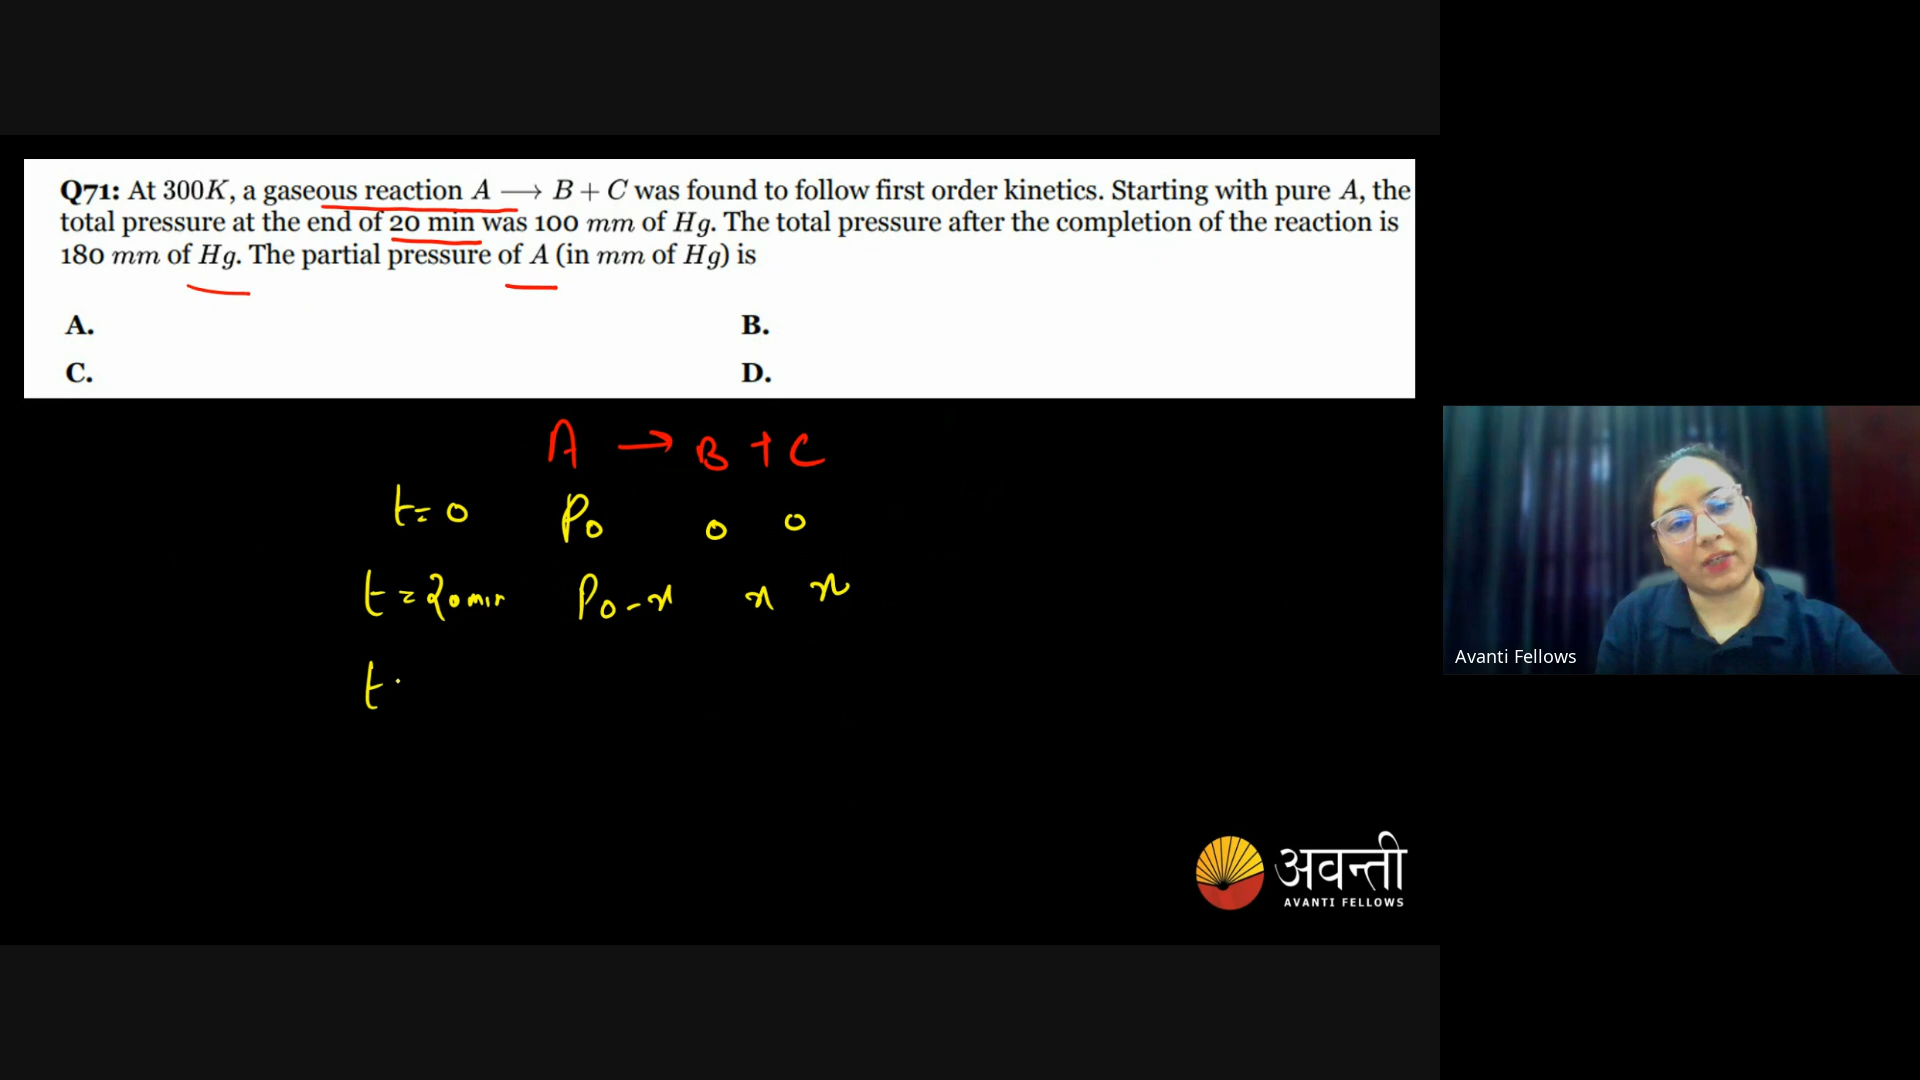 Q71: At 300K, a gaseous reaction A ⟶ B + C was found to follow first order kinetics. Starting with pure A, the
total pressure at the end of 20 min was 100 mm of Hg. The total pressure after the completion of the reaction is
180 mm of Hg. The partial pressure of A (in mm of Hg) is
A. B.
C. D.
A → B + C
t = 0 P₀ 0 0
t = 20 min P₀ - x x x
t
Avanti Fellows
अवन्ती
AVANTI FELLOWS